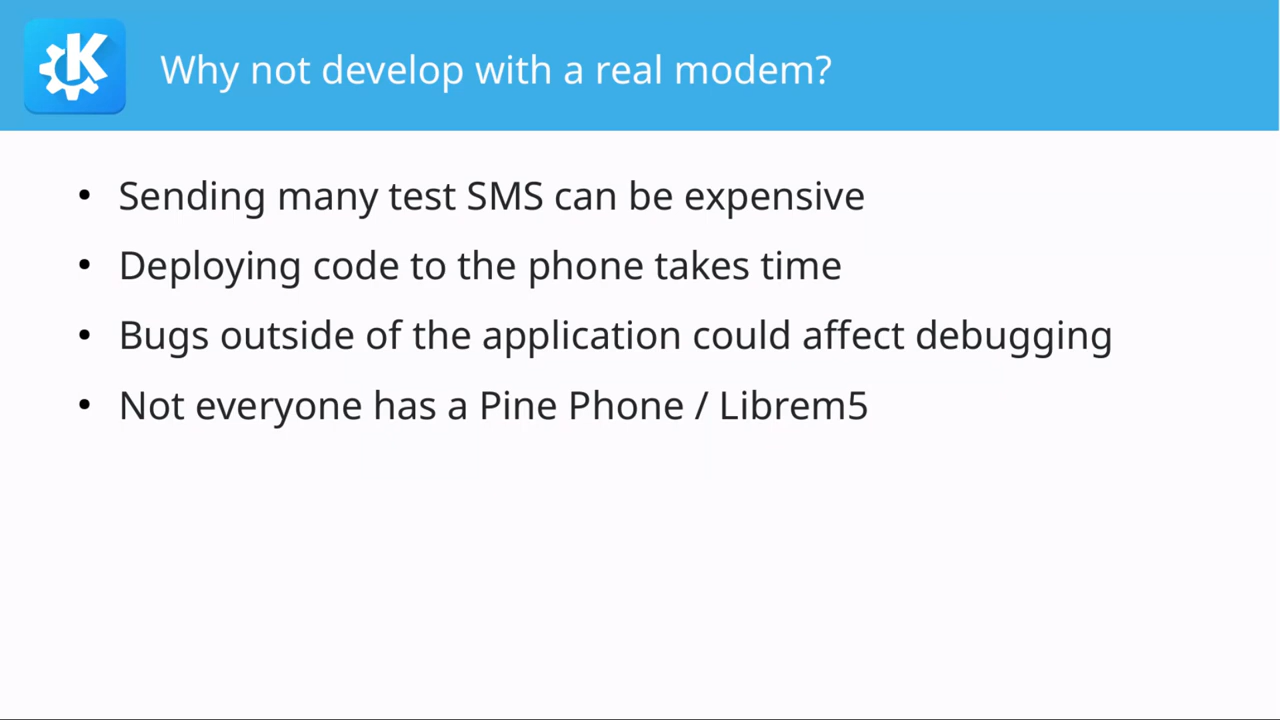 Why not develop with a real modem?
• Sending many test SMS can be expensive
• Deploying code to the phone takes time
• Bugs outside of the application could affect debugging
• Not everyone has a Pine Phone / Librem5